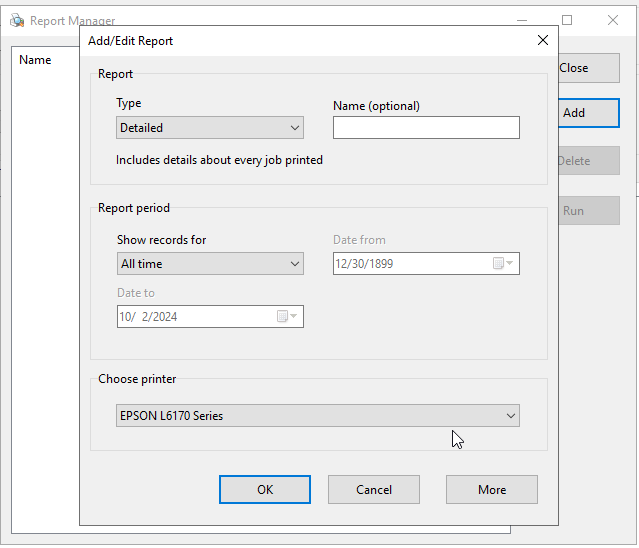 Report Manager
Name
Close
Add
Delete
Run
Add/Edit Report
Report
Type
Name (optional)
Detailed
Includes details about every job printed
Report period
Show records for
Date from
All time
12/30/1899
Date to
10/ 2/2024
Choose printer
EPSON L6170 Series
OK
Cancel
More